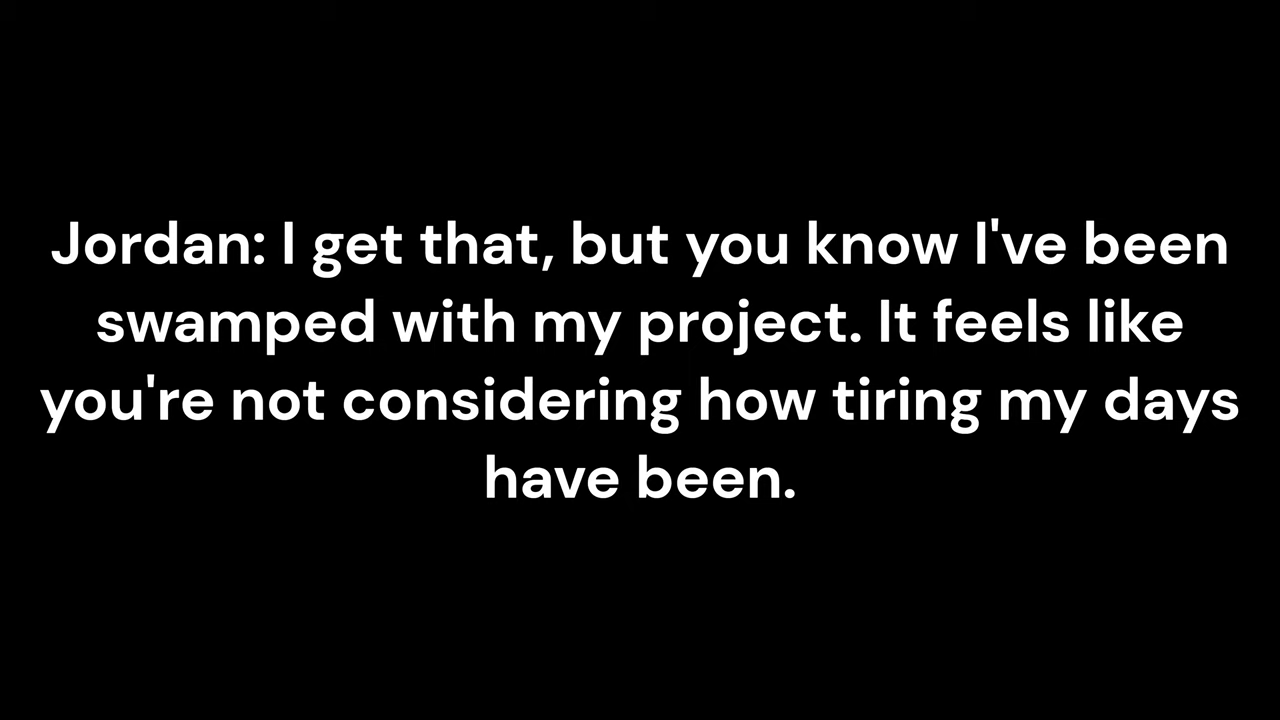 Jordan: I get that, but you know I've been
swamped with my project. It feels like
you're not considering how tiring my days
have been.